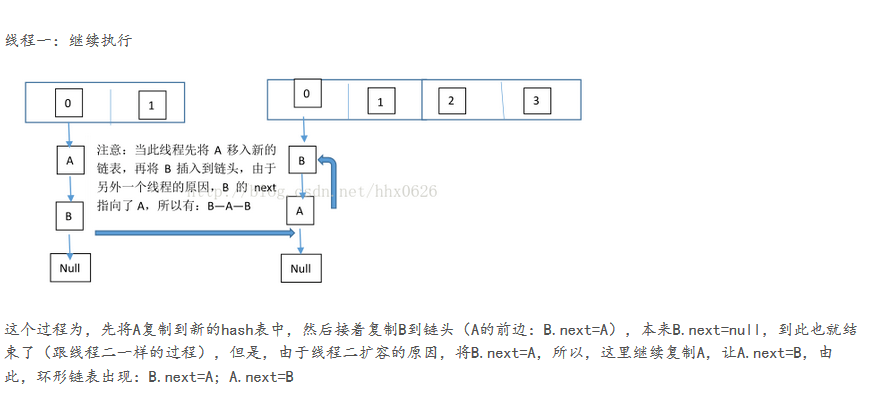 线程一：继续执行
0 1
0 1 2 3
A
B
Null
注意：当此线程先将 A 移入新的
链表，再将 B 插入到链头，由于
另外一个线程的原因，B 的 next
指向了 A，所以有：B—A—B
http://blog.csdn.net/hhx0626
B
A
Null
这个过程为，先将A复制到新的hash表中，然后接着复制B到链头（A的前边：B.next=A），本来B.next=null，到此也就结
束了（跟线程二一样的过程），但是，由于线程二扩容的原因，将B.next=A，所以，这里继续复制A，让A.next=B，由
此，环形链表出现：B.next=A; A.next=B